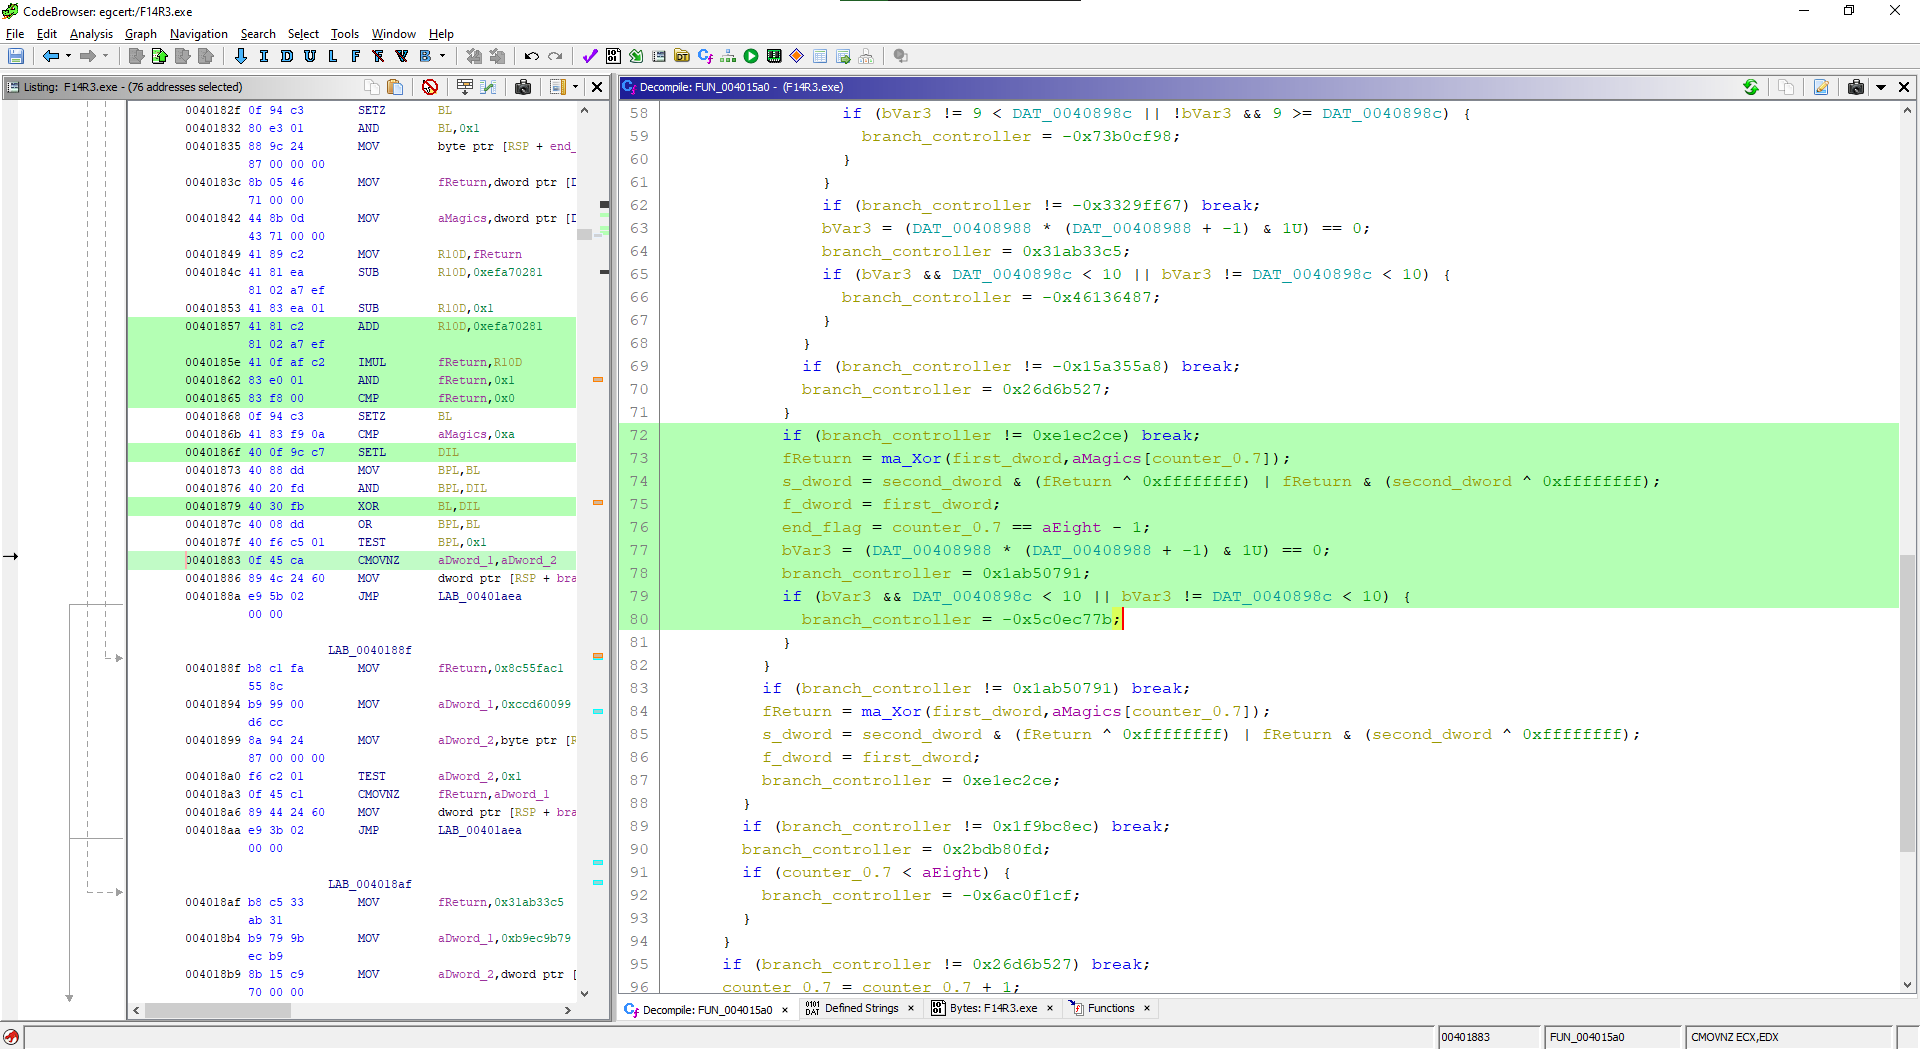 CodeBrowser: egcert:/F14R3.exe
File Edit Analysis Graph Navigation Search Select Tools Window Help
I D U L F B
Listing: F14R3.exe - (76 addresses selected)
0040182f 0f 94 c3 SETZ BL
00401832 80 e3 01 AND BL,0x1
00401835 88 9c 24 MOV byte ptr [RSP + end_
87 00 00 00
0040183c 8b 05 46 MOV fReturn,dword ptr [D
71 00 00
00401842 44 8b 0d MOV aMagics,dword ptr [D
43 71 00 00
00401849 41 89 c2 MOV R10D,fReturn
0040184c 41 81 ea SUB R10D,0xefa70281
81 02 a7 ef
00401853 41 83 ea 01 SUB R10D,0x1
00401857 41 81 c2 ADD R10D,0xefa70281
81 02 a7 ef
0040185e 41 0f af c2 IMUL fReturn,R10D
00401862 83 e0 01 AND fReturn,0x1
00401865 83 f8 00 CMP fReturn,0x0
00401868 0f 94 c3 SETZ BL
0040186b 41 83 f9 0a CMP aMagics,0xa
0040186f 40 0f 9c c7 SETL DIL
00401873 40 88 dd MOV BPL,BL
00401876 40 20 fd AND BPL,DIL
00401879 40 30 fb XOR BL,DIL
0040187c 40 08 dd OR BPL,BL
0040187f 40 f6 c5 01 TEST BPL,0x1
00401883 0f 45 ca CMOVNZ aDword_1,aDword_2
00401886 89 4c 24 60 MOV dword ptr [RSP + bra
0040188a e9 5b 02 JMP LAB_00401aea
00 00
LAB_0040188f
0040188f b8 c1 fa MOV fReturn,0x8c55fac1
55 8c
00401894 b9 99 00 MOV aDword_1,0xccd60099
d6 cc
00401899 8a 94 24 MOV aDword_2,byte ptr [R
87 00 00 00
004018a0 f6 c2 01 TEST aDword_2,0x1
004018a3 0f 45 c1 CMOVNZ fReturn,aDword_1
004018a6 89 44 24 60 MOV dword ptr [RSP + bra
004018aa e9 3b 02 JMP LAB_00401aea
00 00
LAB_004018af
004018af b8 c5 33 MOV fReturn,0x31ab33c5
ab 31
004018b4 b9 79 9b MOV aDword_1,0xb9ec9b79
ec b9
004018b9 8b 15 c9 MOV aDword_2,dword ptr [
70 00 00
Decompile: FUN_004015a0 - (F14R3.exe)
58 if (bVar3 != 9 < DAT_0040898c || !bVar3 && 9 >= DAT_0040898c) {
59 branch_controller = -0x73b0cf98;
60 }
61 }
62 if (branch_controller != -0x3329ff67) break;
63 bVar3 = (DAT_00408988 * (DAT_00408988 + -1) & 1U) == 0;
64 branch_controller = 0x31ab33c5;
65 if (bVar3 && DAT_0040898c < 10 || bVar3 != DAT_0040898c < 10) {
66 branch_controller = -0x46136487;
67 }
68 }
69 if (branch_controller != -0x15a355a8) break;
70 branch_controller = 0x26d6b527;
71 }
72 if (branch_controller != 0xe1ec2ce) break;
73 fReturn = ma_Xor(first_dword,aMagics[counter_0.7]);
74 s_dword = second_dword & (fReturn ^ 0xffffffff) | fReturn & (second_dword ^ 0xffffffff);
75 f_dword = first_dword;
76 end_flag = counter_0.7 == aEight - 1;
77 bVar3 = (DAT_00408988 * (DAT_00408988 + -1) & 1U) == 0;
78 branch_controller = 0x1ab50791;
79 if (bVar3 && DAT_0040898c < 10 || bVar3 != DAT_0040898c < 10) {
80 branch_controller = -0x5c0ec77b;
81 }
82 }
83 if (branch_controller != 0x1ab50791) break;
84 fReturn = ma_Xor(first_dword,aMagics[counter_0.7]);
85 s_dword = second_dword & (fReturn ^ 0xffffffff) | fReturn & (second_dword ^ 0xffffffff);
86 f_dword = first_dword;
87 branch_controller = 0xe1ec2ce;
88 }
89 if (branch_controller != 0x1f9bc8ec) break;
90 branch_controller = 0x2bdb80fd;
91 if (counter_0.7 < aEight) {
92 branch_controller = -0x6ac0f1cf;
93 }
94 }
95 if (branch_controller != 0x26d6b527) break;
96 counter_0.7 = counter_0.7 + 1;
Decompile: FUN_004015a0 × Defined Strings × Bytes: F14R3.exe × Functions ×
00401883 FUN_004015a0 CMOVNZ ECX,EDX